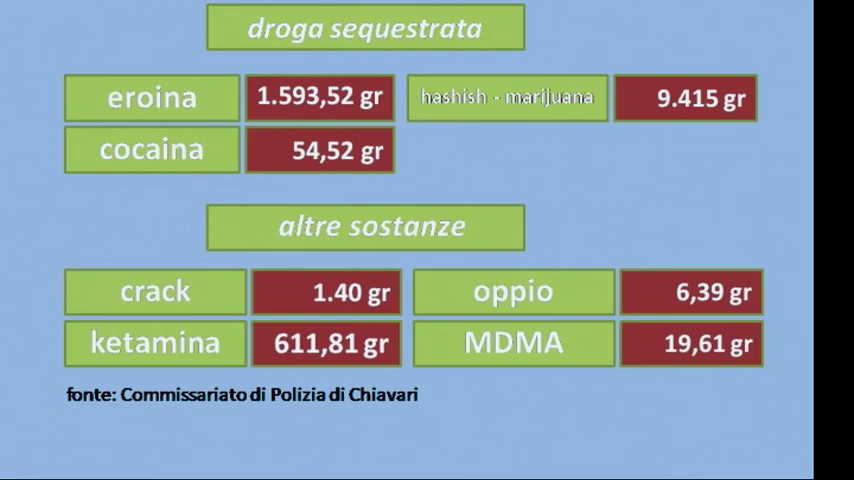 droga sequestrata
eroina 1.593,52 gr hashish - marijuana 9.415 gr
cocaina 54,52 gr
altre sostanze
crack 1.40 gr oppio 6,39 gr
ketamina 611,81 gr MDMA 19,61 gr
fonte: Commissariato di Polizia di Chiavari